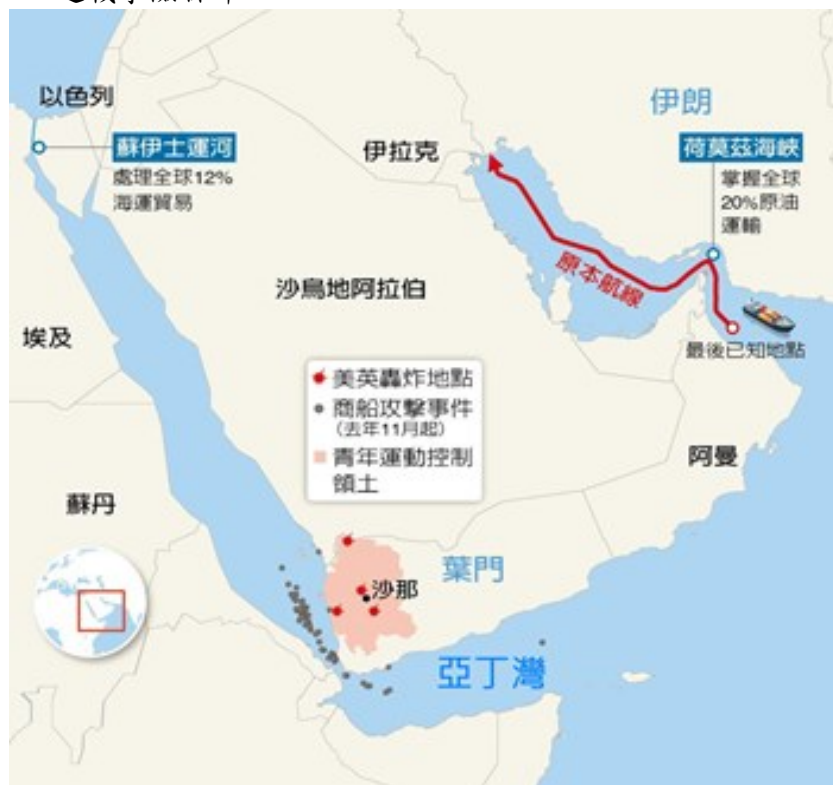 以色列
蘇伊士運河
處理全球12%
海運貿易
伊拉克
伊朗
荷莫茲海峽
掌握全球
20%原油
運輸
原本航線
沙烏地阿拉伯
埃及
最後已知地點
美英轟炸地點
商船攻擊事件
(去年11月起)
青年運動控制
領土
阿曼
蘇丹
葉門
沙那
亞丁灣